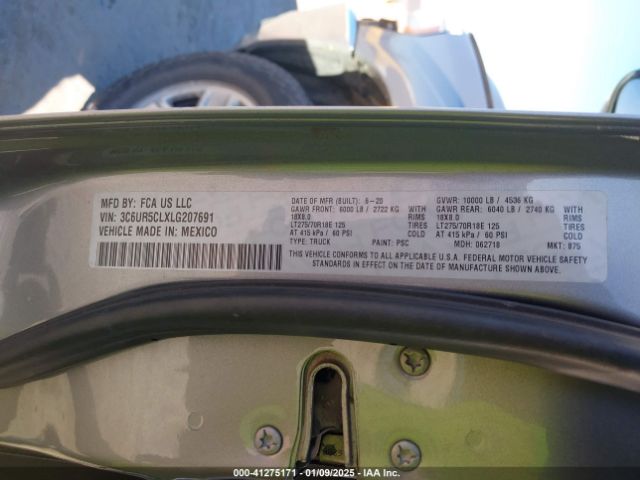 MFD BY: FCA US LLC
VIN: 3C6UR5CLXLG207691
VEHICLE MADE IN: MEXICO
DATE OF MFR (BUILT): 6-20
GAWR FRONT: 6000 LB / 2722 KG
18X8.0 RIMS
LT275/70R18E 125 TIRES
AT 415 kPa / 60 PSI COLD
TYPE: TRUCK PAINT: PSC
GVWR: 10000 LB / 4536 KG
GAWR REAR: 6040 LB / 2740 KG
18X8.0 RIMS
LT275/70R18E 125 TIRES
AT 415 kPa / 60 PSI COLD
MDH: 062718 MKT: 875
THIS VEHICLE CONFORMS TO ALL APPLICABLE U.S.A. FEDERAL MOTOR VEHICLE SAFETY
STANDARDS IN EFFECT ON THE DATE OF MANUFACTURE SHOWN ABOVE.
000-41275171 - 01/09/2025 - IAA Inc.